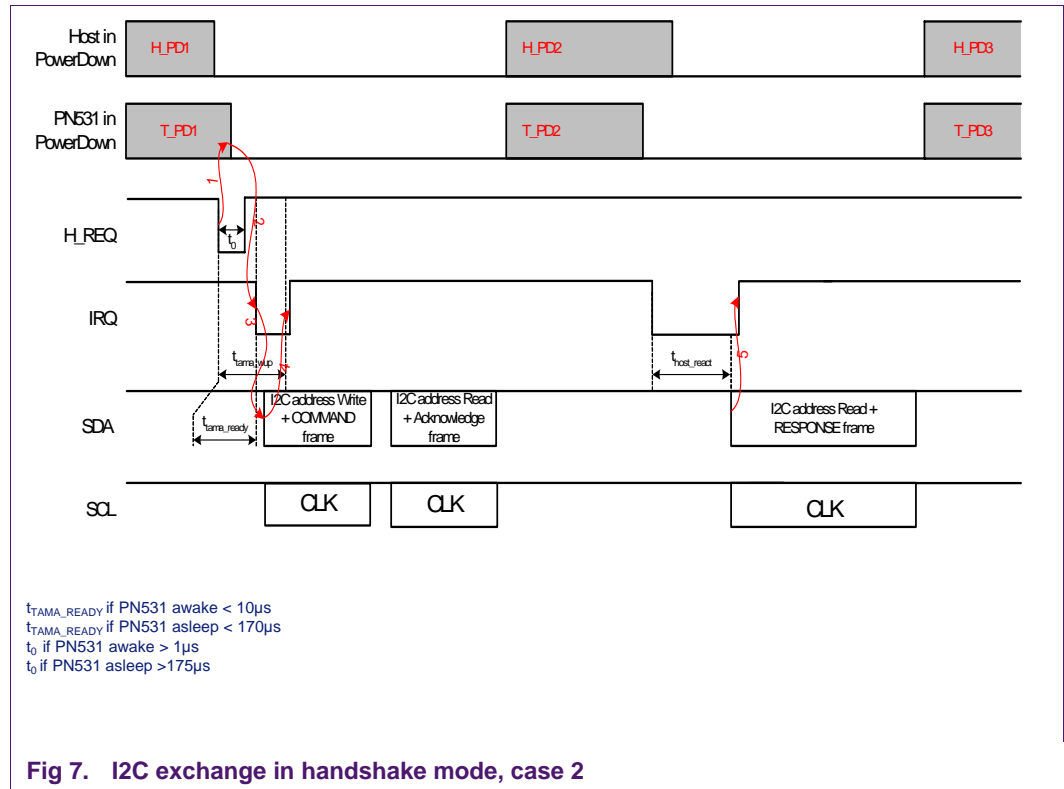 Host in
PowerDown
H_PD1
H_PD2
H_PD3
PN531 in
PowerDown
T_PD1
T_PD2
T_PD3
1
H_REQ
t0
2
IRQ
3
4
5
ttama_wup
thost_react
ttama_ready
SDA
I2C address Write
+ COMMAND
frame
I2C address Read
+ Acknowledge
frame
I2C address Read +
RESPONSE frame
SCL
CLK
CLK
CLK
tTAMA_READY if PN531 awake < 10µs
tTAMA_READY if PN531 asleep < 170µs
t0 if PN531 awake > 1µs
t0 if PN531 asleep >175µs
Fig 7. I2C exchange in handshake mode, case 2